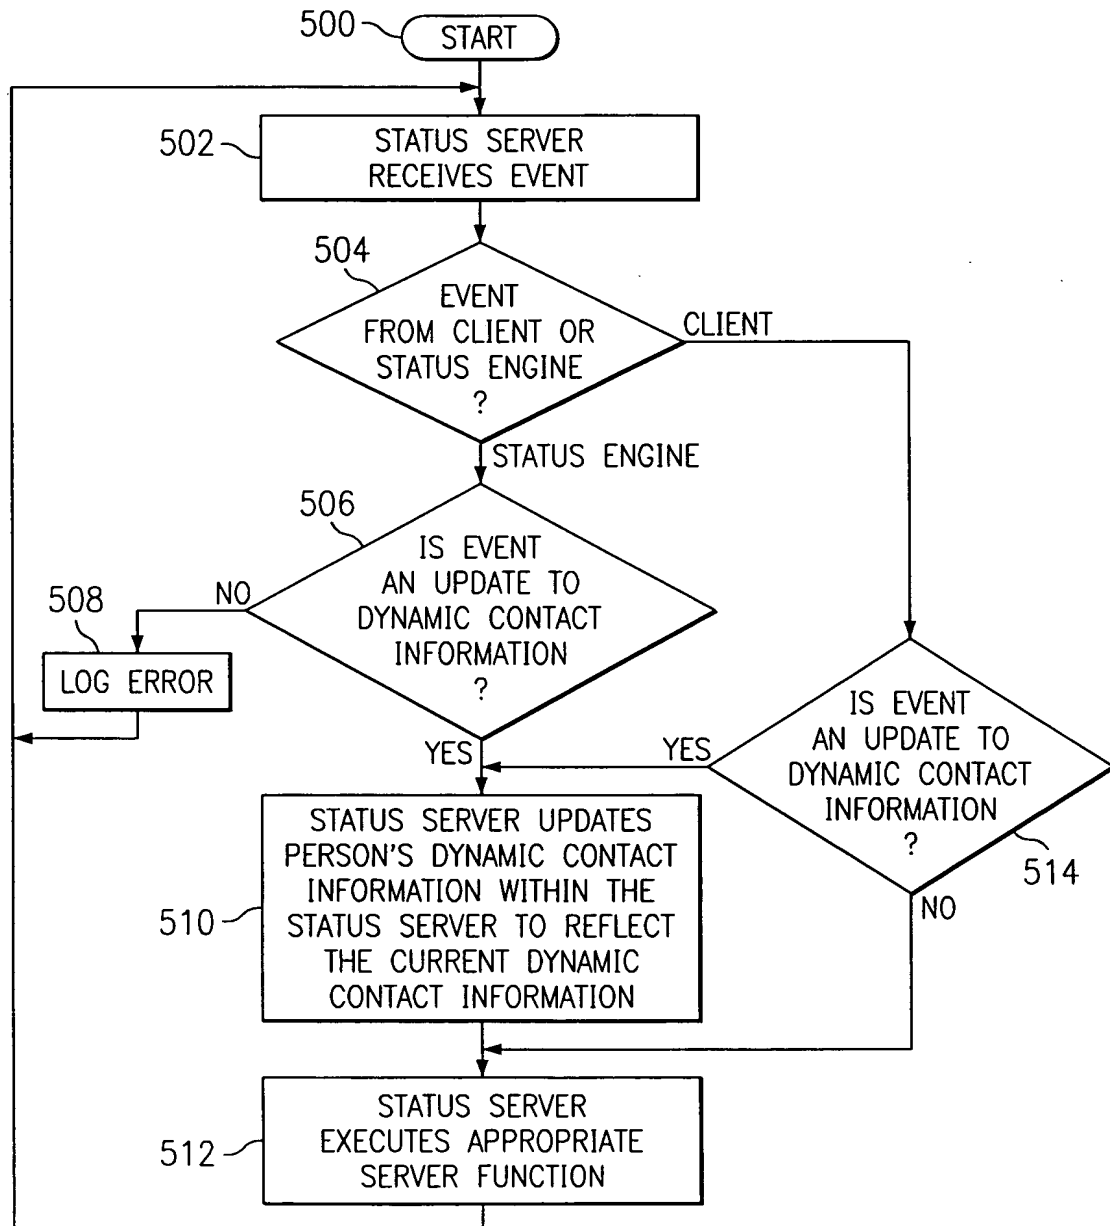 500
START
502
STATUS SERVER
RECEIVES EVENT
504
EVENT
FROM CLIENT OR
STATUS ENGINE
?
CLIENT
STATUS ENGINE
506
IS EVENT
AN UPDATE TO
DYNAMIC CONTACT
INFORMATION
?
NO
508
LOG ERROR
YES
IS EVENT
AN UPDATE TO
DYNAMIC CONTACT
INFORMATION
?
YES
514
NO
510
STATUS SERVER UPDATES
PERSON'S DYNAMIC CONTACT
INFORMATION WITHIN THE
STATUS SERVER TO REFLECT
THE CURRENT DYNAMIC
CONTACT INFORMATION
512
STATUS SERVER
EXECUTES APPROPRIATE
SERVER FUNCTION